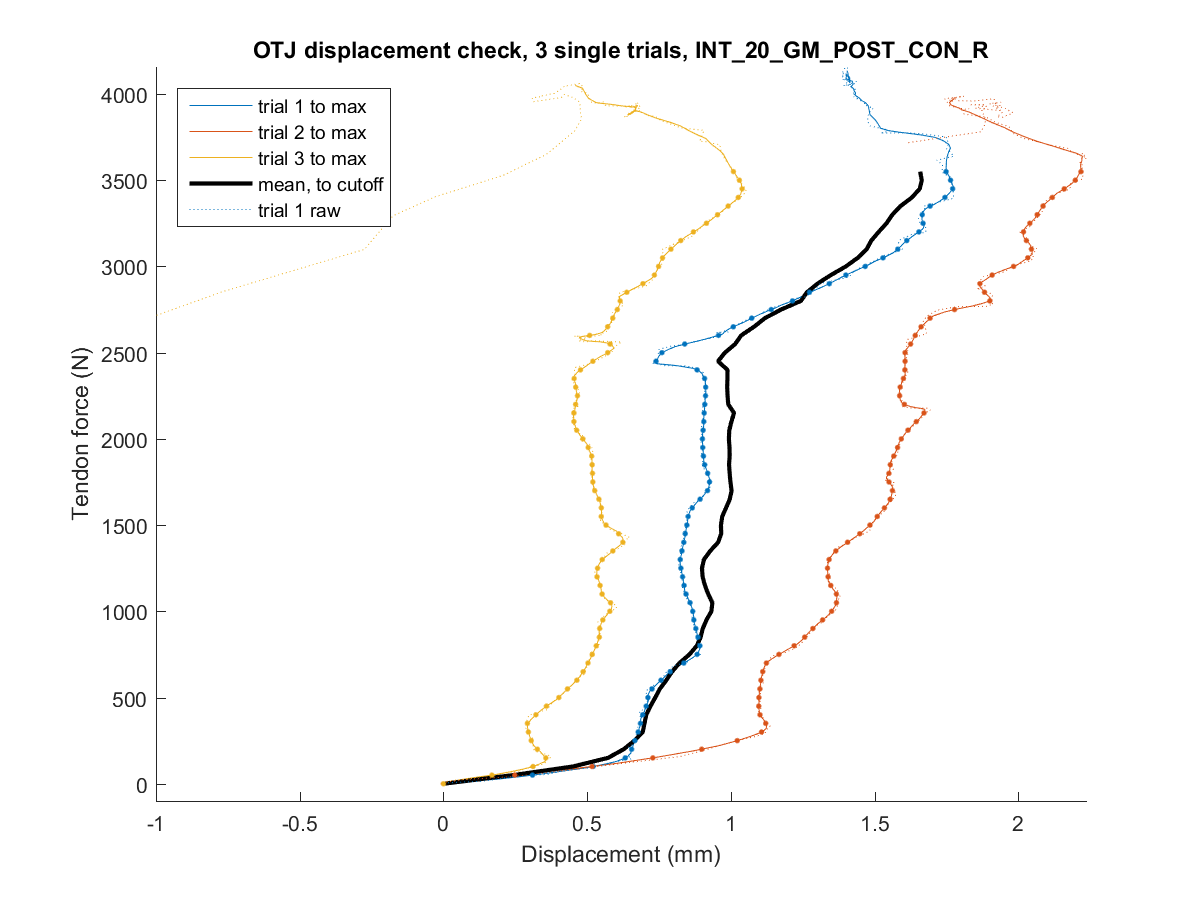 OTJ displacement check, 3 single trials, INT_20_GM_POST_CON_R
trial 1 to max
trial 2 to max
trial 3 to max
mean, to cutoff
trial 1 raw
Tendon force (N)
4000
3500
3000
2500
2000
1500
1000
500
0
-1
-0.5
0
0.5
1
1.5
2
Displacement (mm)